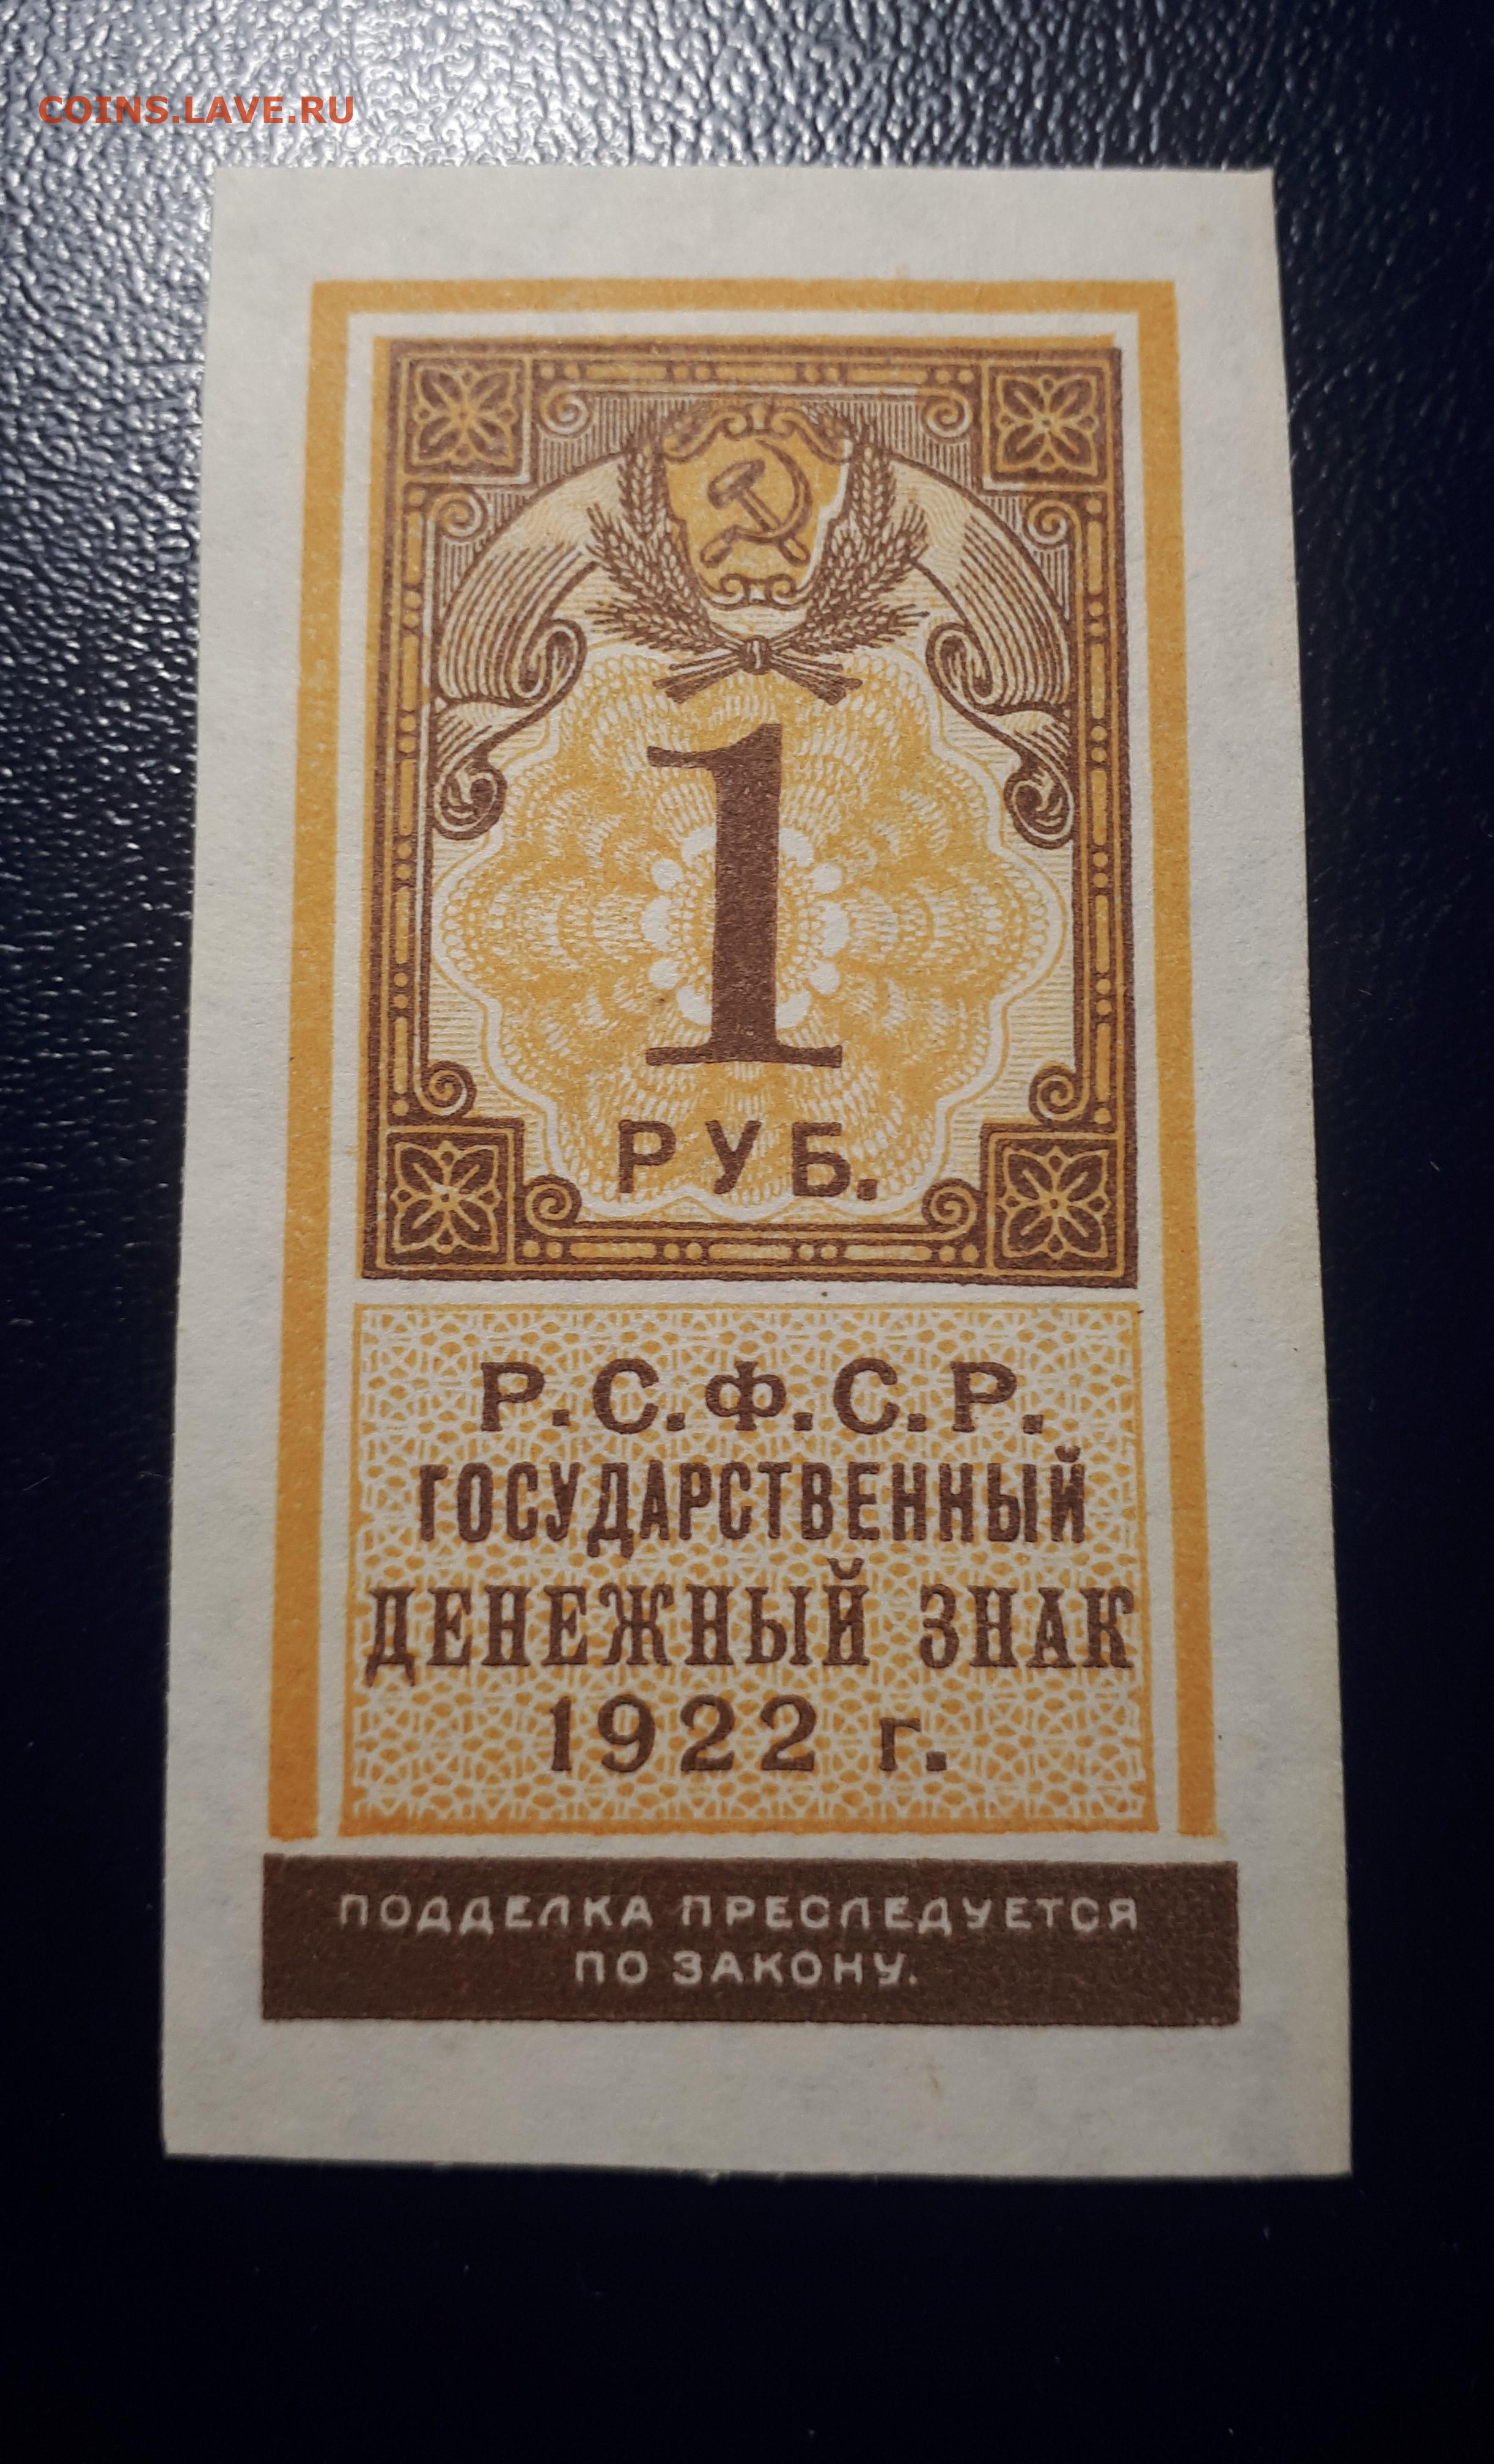 COINS.LAVE.RU
1
РУБ.
Р.С.Ф.С.Р.
ГОСУДАРСТВЕННЫЙ
ДЕНЕЖНЫЙ ЗНАК
1922 г.
ПОДДЕЛКА ПРЕСЛЕДУЕТСЯ
ПО ЗАКОНУ.